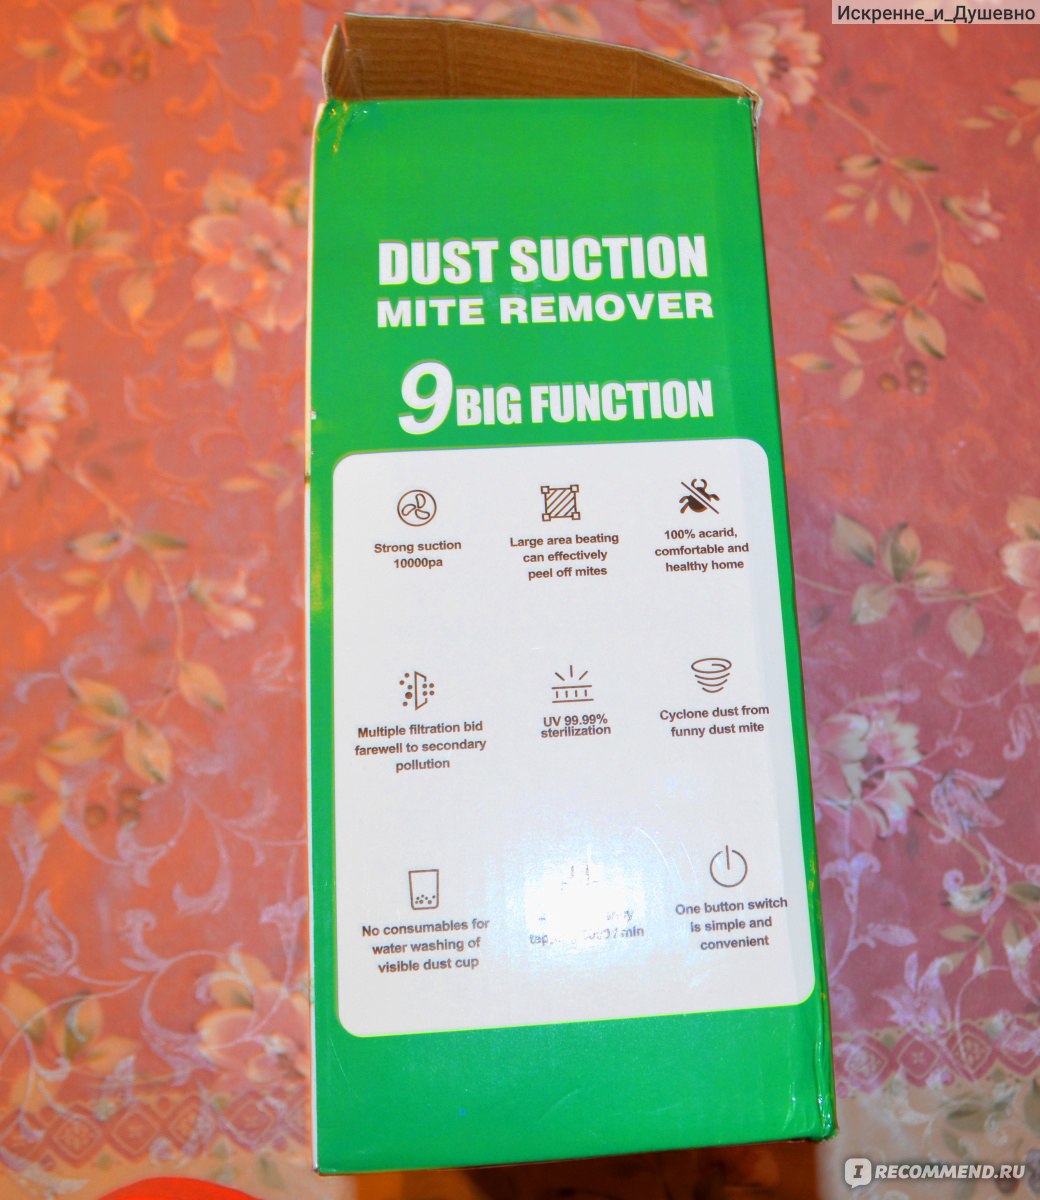 Искренне_и_Душевно
DUST SUCTION
MITE REMOVER
9 BIG FUNCTION
Strong suction
10000pa
Large area beating
can effectively
peel off mites
100% acarid,
comfortable and
healthy home
Multiple filtration bid
farewell to secondary
pollution
UV 99.99%
sterilization
Cyclone dust from
funny dust mite
No consumables for
water washing of
visible dust cup
min
One button switch
is simple and
convenient
IRECOMMEND.RU